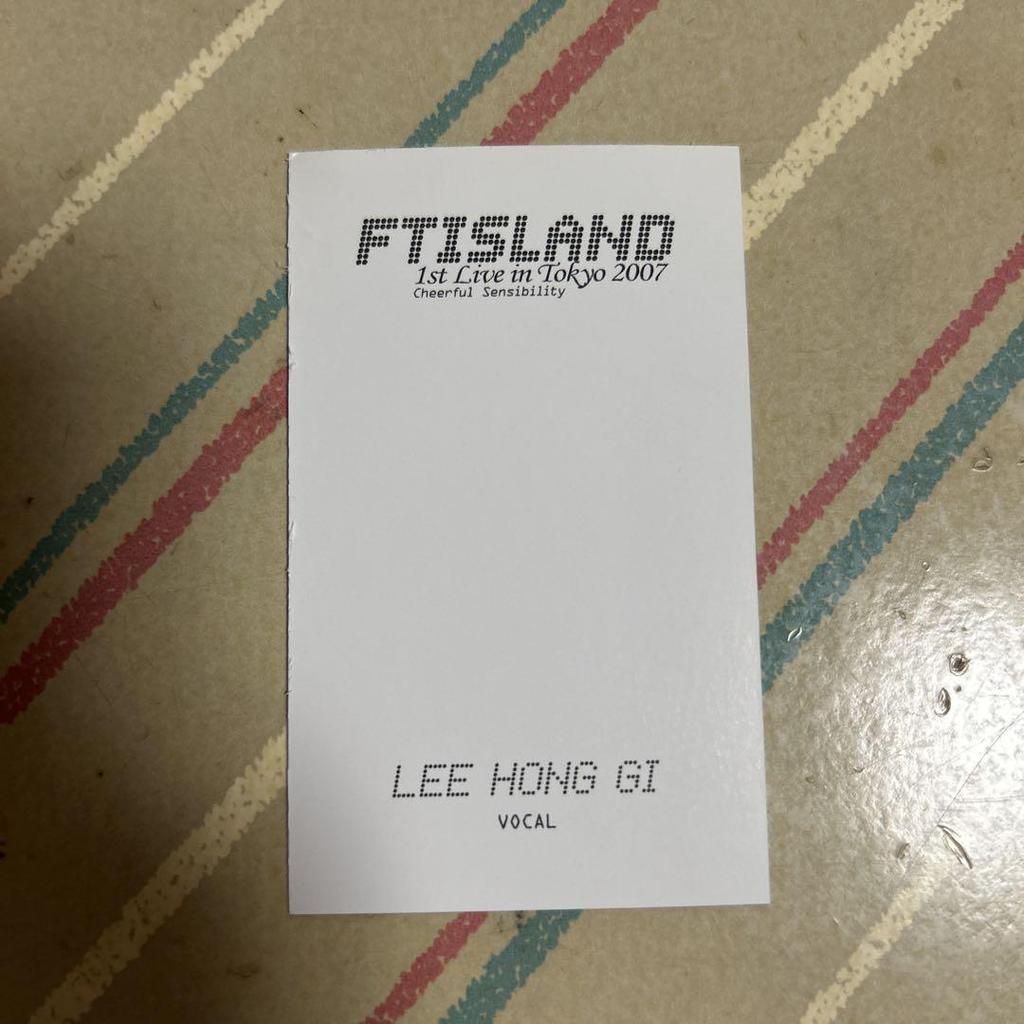 FTISLAND
1st Live in Tokyo 2007
Cheerful Sensibility
LEE HONG GI
VOCAL